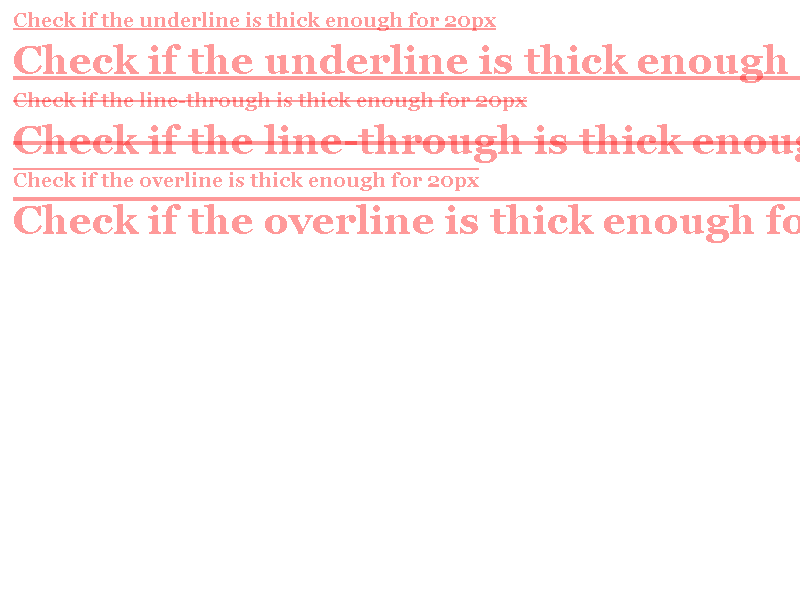 Check if the underline is thick enough for 20px
Check if the underline is thick enough
Check if the line-through is thick enough for 20px
Check if the line-through is thick enoug
Check if the overline is thick enough for 20px
Check if the overline is thick enough fo